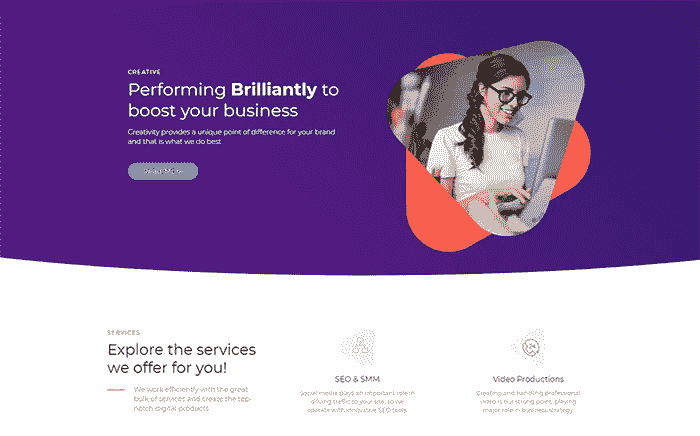 CREATIVE
Performing Brilliantly to
boost your business
Creativity provides a unique point of difference for your brand
and that is what we do best
Read More
SERVICES
Explore the services
we offer for you!
We work efficiently with the great
bulk of services and create the top-
notch digital products
SEO & SMM
Social media plays an important role in
driving traffic to your site, so we
operate with innovative SEO tools.
24
Video Productions
Creating and handling professional
video is our strong point, playing
major role in business strategy